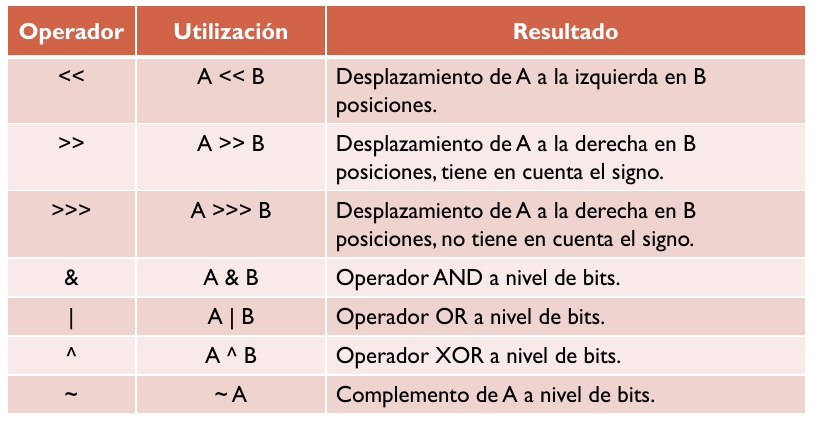 Operador Utilización Resultado
<< A << B Desplazamiento de A a la izquierda en B
posiciones.
>> A >> B Desplazamiento de A a la derecha en B
posiciones, tiene en cuenta el signo.
>>> A >>> B Desplazamiento de A a la derecha en B
posiciones, no tiene en cuenta el signo.
& A & B Operador AND a nivel de bits.
| A | B Operador OR a nivel de bits.
^ A ^ B Operador XOR a nivel de bits.
~ ~ A Complemento de A a nivel de bits.